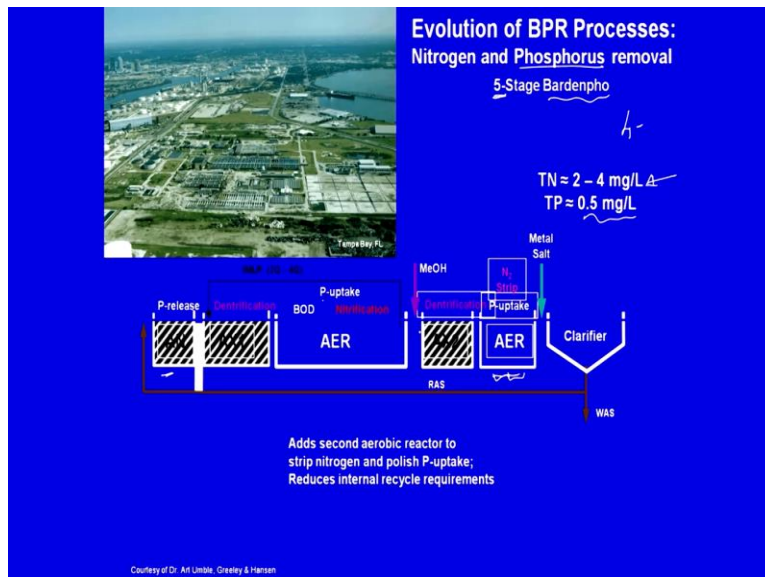 Evolution of BPR Processes:
Nitrogen and Phosphorus removal
5-Stage Bardenpho
TN ≈ 2 – 4 mg/L
TP ≈ 0.5 mg/L
Tampa Bay, FL
Metal
Salt
MeOH
N2
Strip
P-release
Dentrification
P-uptake
BOD
Nitrification
Dentrification
P-uptake
AER
AER
Clarifier
RAS
WAS
Adds second aerobic reactor to
strip nitrogen and polish P-uptake;
Reduces internal recycle requirements
Courtesy of Dr. Art Umble, Greeley & Hansen